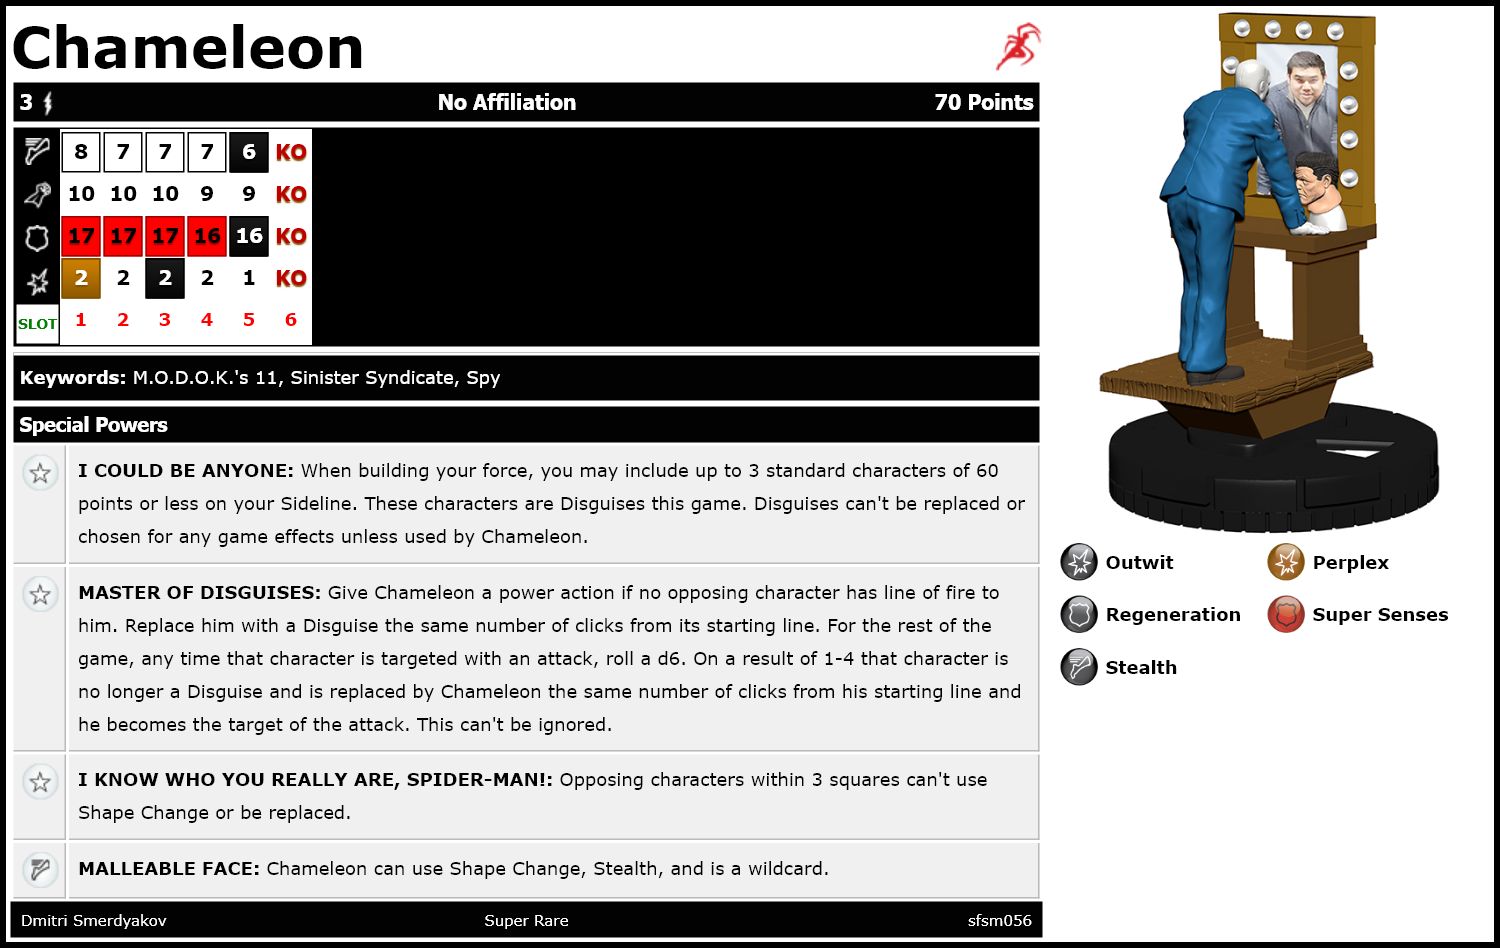 Chameleon
3 No Affiliation 70 Points
8 7 7 7 6 KO
10 10 10 9 9 KO
17 17 17 16 16 KO
2 2 2 2 1 KO
SLOT 1 2 3 4 5 6
Keywords: M.O.D.O.K.'s 11, Sinister Syndicate, Spy
Special Powers
I COULD BE ANYONE: When building your force, you may include up to 3 standard characters of 60
points or less on your Sideline. These characters are Disguises this game. Disguises can't be replaced or
chosen for any game effects unless used by Chameleon.
MASTER OF DISGUISES: Give Chameleon a power action if no opposing character has line of fire to
him. Replace him with a Disguise the same number of clicks from its starting line. For the rest of the
game, any time that character is targeted with an attack, roll a d6. On a result of 1-4 that character is
no longer a Disguise and is replaced by Chameleon the same number of clicks from his starting line and
he becomes the target of the attack. This can't be ignored.
I KNOW WHO YOU REALLY ARE, SPIDER-MAN!: Opposing characters within 3 squares can't use
Shape Change or be replaced.
MALLEABLE FACE: Chameleon can use Shape Change, Stealth, and is a wildcard.
Dmitri Smerdyakov Super Rare sfsm056
Outwit Perplex
Regeneration Super Senses
Stealth